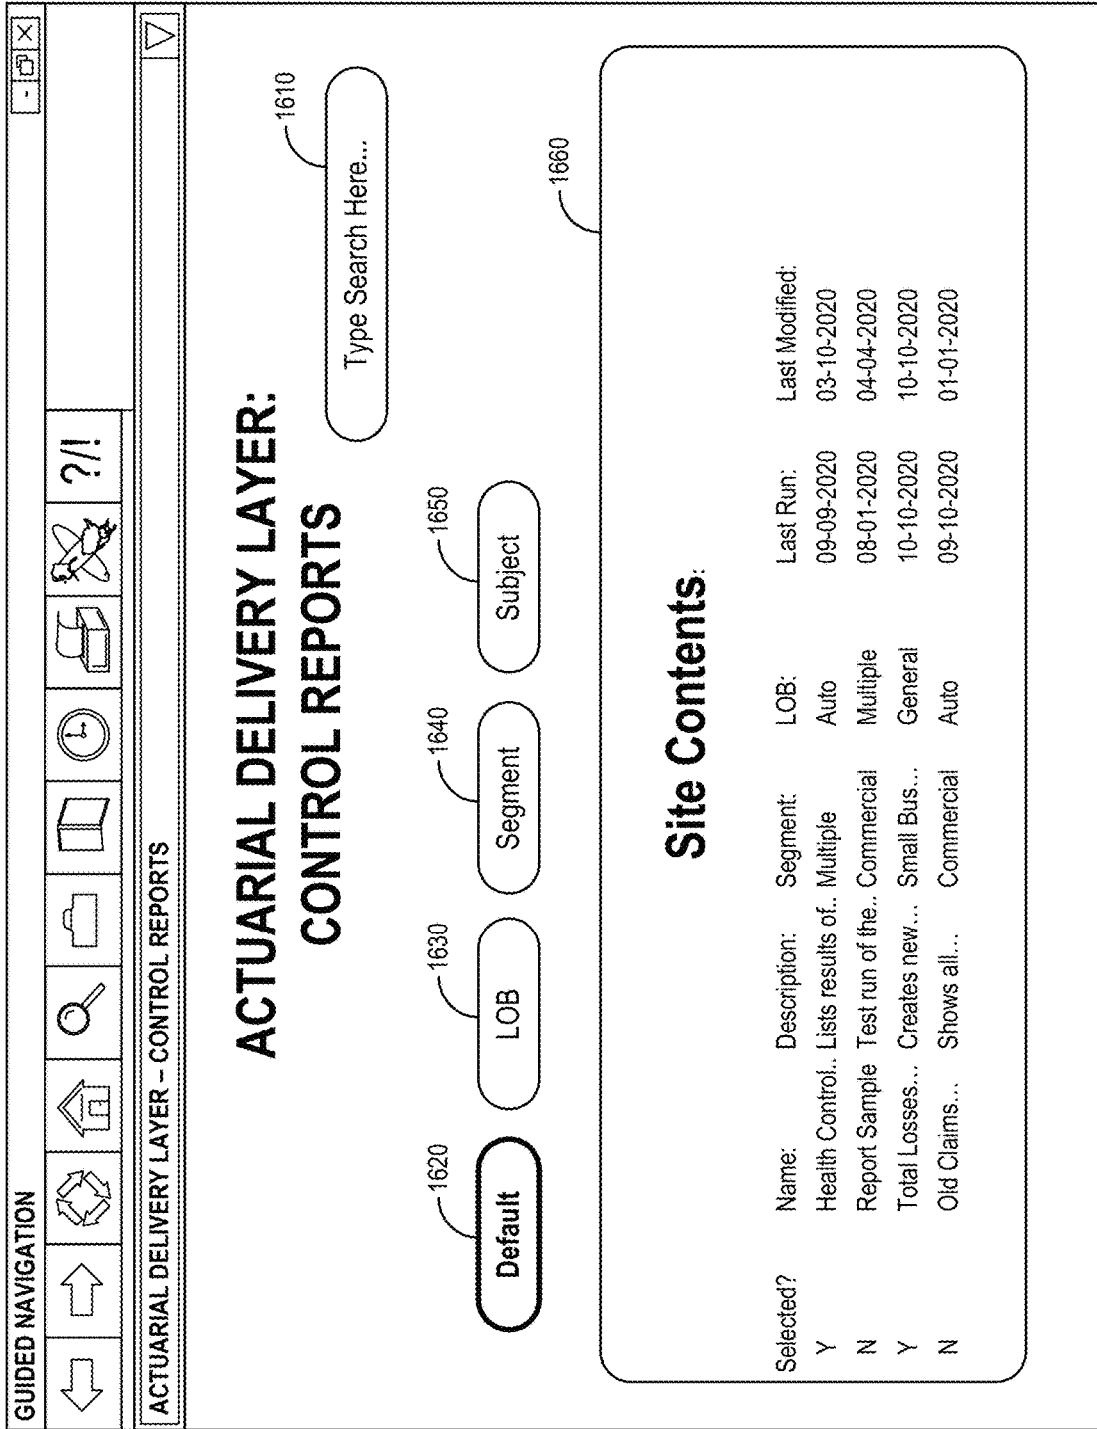 GUIDED NAVIGATION
?/!
ACTUARIAL DELIVERY LAYER – CONTROL REPORTS
ACTUARIAL DELIVERY LAYER:
CONTROL REPORTS
1610
Type Search Here...
1620 1630 1640 1650
Default LOB Segment Subject
1660
Site Contents:
Selected? Name: Description: Segment: LOB: Last Run: Last Modified:
Y Health Control.. Lists results of.. Multiple Auto 09-09-2020 03-10-2020
N Report Sample Test run of the.. Commercial Multiple 08-01-2020 04-04-2020
Y Total Losses... Creates new... Small Bus... General 10-10-2020 10-10-2020
N Old Claims... Shows all... Commercial Auto 09-10-2020 01-01-2020